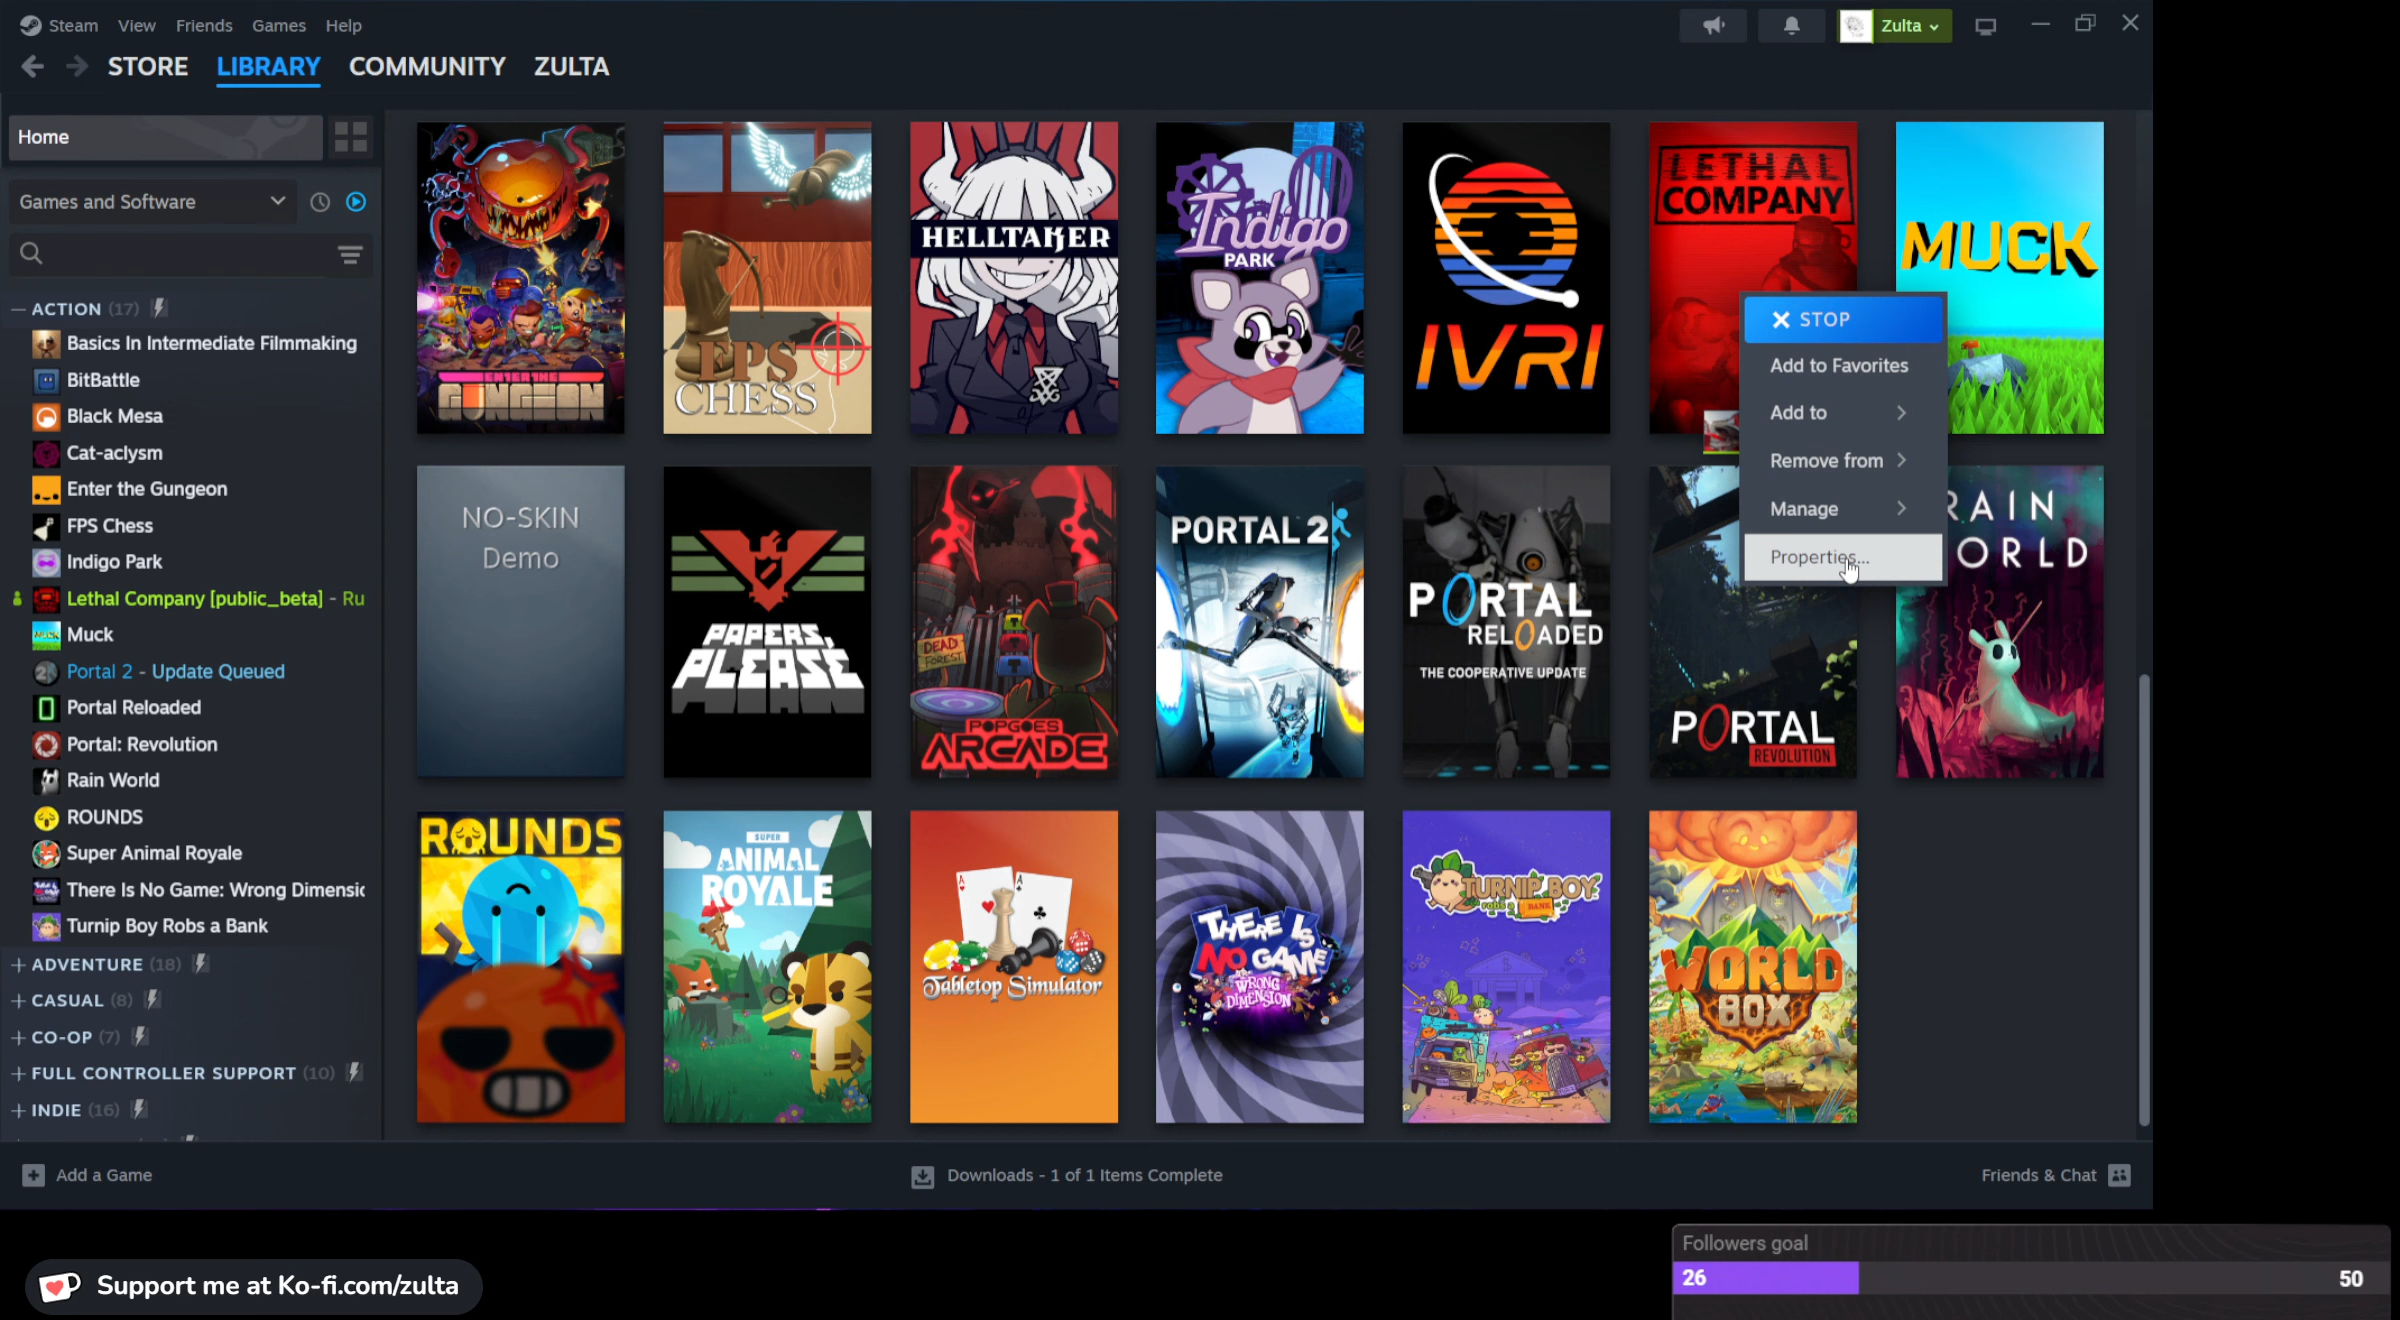 Steam View Friends Games Help
Zulta
STORE LIBRARY COMMUNITY ZULTA
Home
Games and Software
ACTION (17)
Basics In Intermediate Filmmaking
BitBattle
Black Mesa
Cat-aclysm
Enter the Gungeon
FPS Chess
Indigo Park
Lethal Company [public_beta] - Ru
Muck
Portal 2 - Update Queued
Portal Reloaded
Portal: Revolution
Rain World
ROUNDS
Super Animal Royale
There Is No Game: Wrong Dimensic
Turnip Boy Robs a Bank
ADVENTURE (18)
CASUAL (8)
CO-OP (7)
FULL CONTROLLER SUPPORT (10)
INDIE (16)
ENTER THE
GUNGEON
FPS
CHESS
HELLTAKER
Indigo
PARK
IVRI
LETHAL
COMPANY
MUCK
STOP
Add to Favorites
Add to
Remove from
Manage
Properties...
NO-SKIN
Demo
PAPERS,
PLEASE
DEAD
FOREST
POPGOES
ARCADE
PORTAL 2
PORTAL
RELOADED
THE COOPERATIVE UPDATE
PORTAL
REVOLUTION
RAIN
ORLD
ROUNDS
SUPER
ANIMAL
ROYALE
A A
Tabletop Simulator
THERE IS
NO GAME
WRONG
DIMENSION
TURNIP BOY
robs a BANK
WORLD
BOX
Add a Game
Downloads - 1 of 1 Items Complete
Friends & Chat
Support me at Ko-fi.com/zulta
Followers goal
26 50